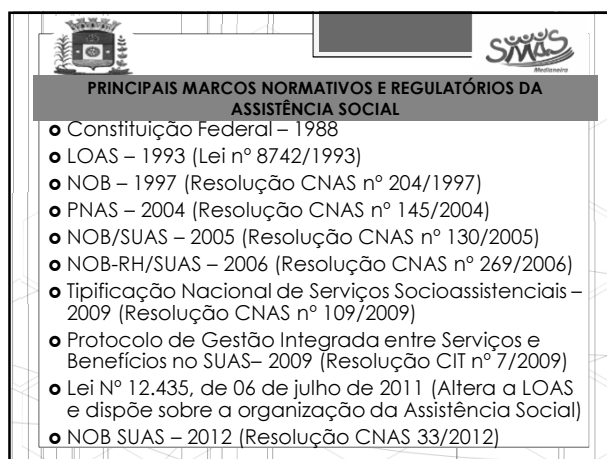 SMAS
Medianeira
PRINCIPAIS MARCOS NORMATIVOS E REGULATÓRIOS DA
ASSISTÊNCIA SOCIAL
Constituição Federal – 1988
LOAS – 1993 (Lei nº 8742/1993)
NOB – 1997 (Resolução CNAS nº 204/1997)
PNAS – 2004 (Resolução CNAS nº 145/2004)
NOB/SUAS – 2005 (Resolução CNAS nº 130/2005)
NOB-RH/SUAS – 2006 (Resolução CNAS nº 269/2006)
Tipificação Nacional de Serviços Socioassistenciais –
2009 (Resolução CNAS nº 109/2009)
Protocolo de Gestão Integrada entre Serviços e
Benefícios no SUAS– 2009 (Resolução CIT nº 7/2009)
Lei Nº 12.435, de 06 de julho de 2011 (Altera a LOAS
e dispõe sobre a organização da Assistência Social)
NOB SUAS – 2012 (Resolução CNAS 33/2012)